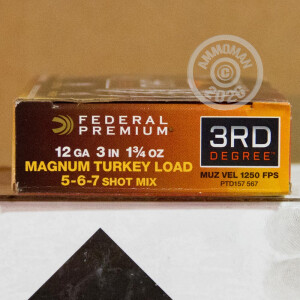 AMMOMAN
2020
FEDERAL
PREMIUM
12 GA 3 IN 1¾ OZ
MAGNUM TURKEY LOAD
5-6-7 SHOT MIX
3RD
DEGREE
MUZ VEL 1250 FPS
PTD157 567